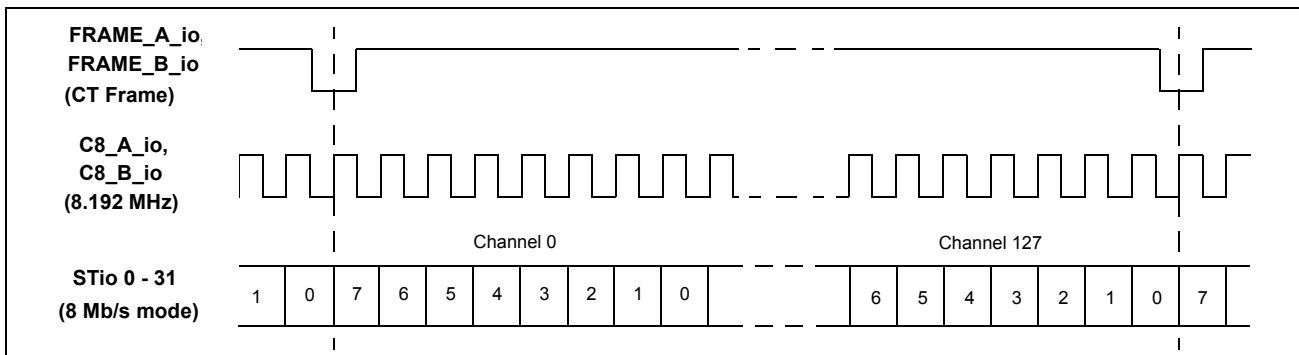 FRAME_A_io,
FRAME_B_io
(CT Frame)
C8_A_io,
C8_B_io
(8.192 MHz)
Channel 0
Channel 127
STio 0 - 31
(8 Mb/s mode)
1 0 7 6 5 4 3 2 1 0 6 5 4 3 2 1 0 7